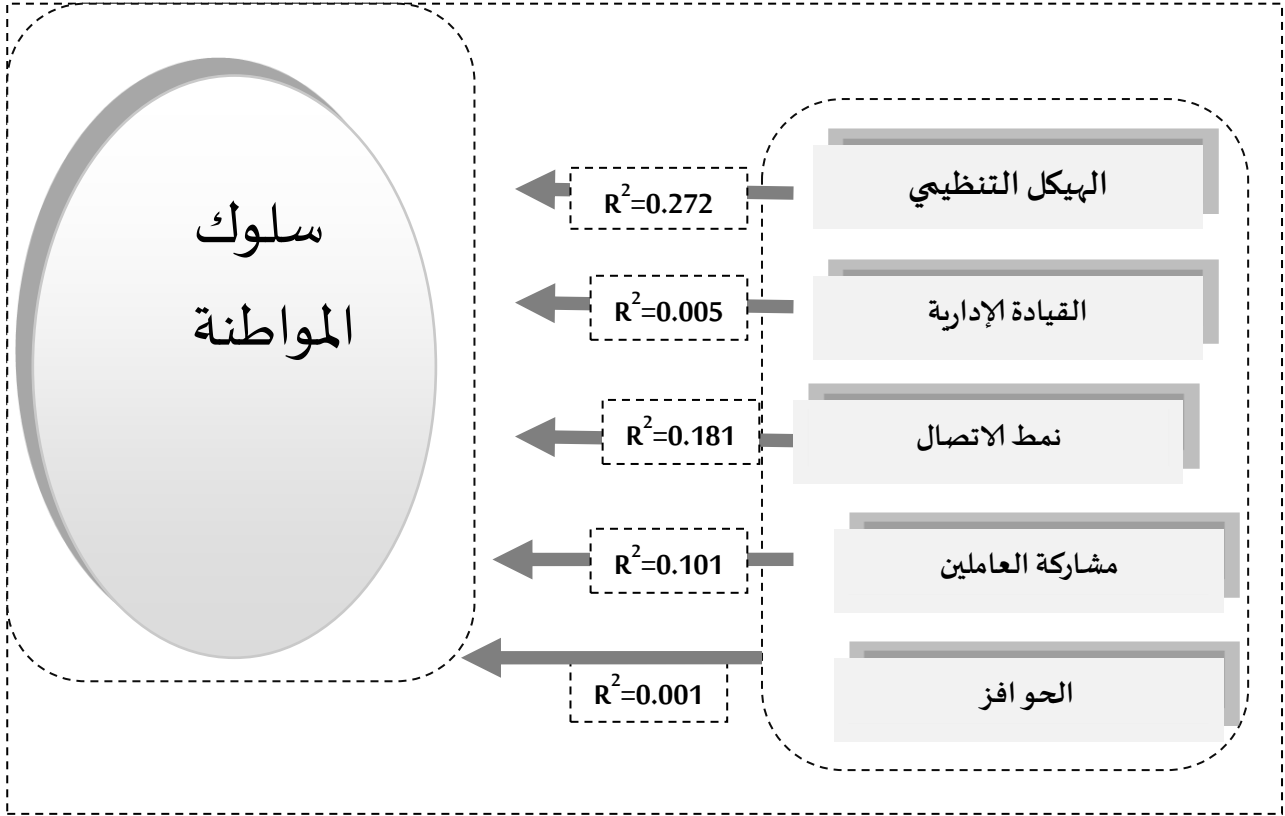 الهيكل التنظيمي
R²=0.272
القيادة الإدارية
R²=0.005
نمط الاتصال
R²=0.181
مشاركة العاملين
R²=0.101
الحوافز
R²=0.001
سلوك
المواطنة